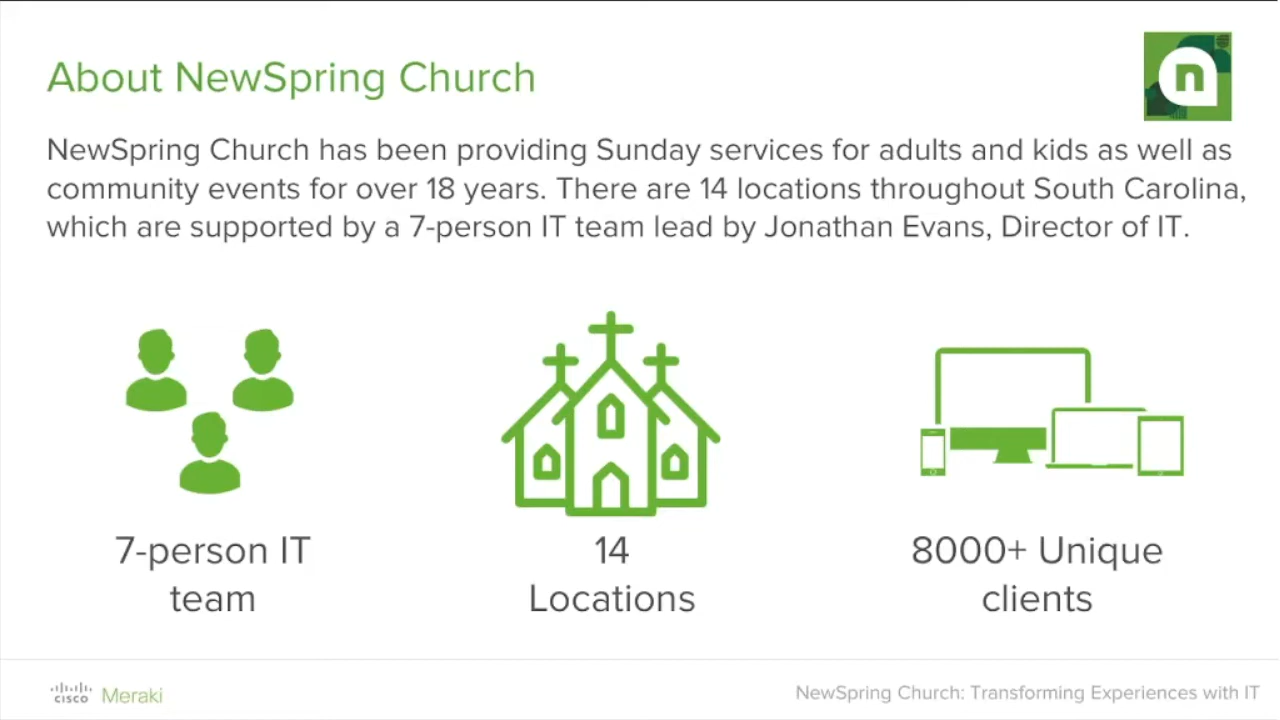 About NewSpring Church
n
NewSpring Church has been providing Sunday services for adults and kids as well as
community events for over 18 years. There are 14 locations throughout South Carolina,
which are supported by a 7-person IT team lead by Jonathan Evans, Director of IT.
7-person IT
team
14
Locations
8000+ Unique
clients
CISCO Meraki
NewSpring Church: Transforming Experiences with IT